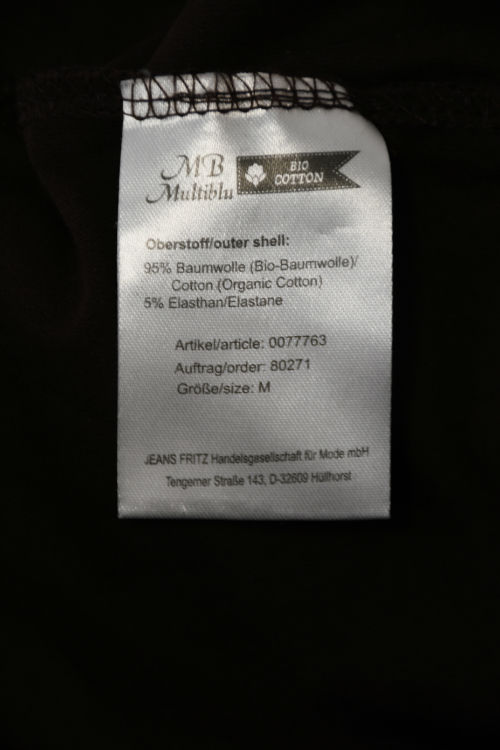 MB
Multiblu
BIO
COTTON
Oberstoff/outer shell:
95% Baumwolle (Bio-Baumwolle)/
Cotton (Organic Cotton)
5% Elasthan/Elastane
Artikel/article: 0077763
Auftrag/order: 80271
Größe/size: M
JEANS FRITZ Handelsgesellschaft für Mode mbH
Tengerner Straße 143, D-32609 Hüllhorst